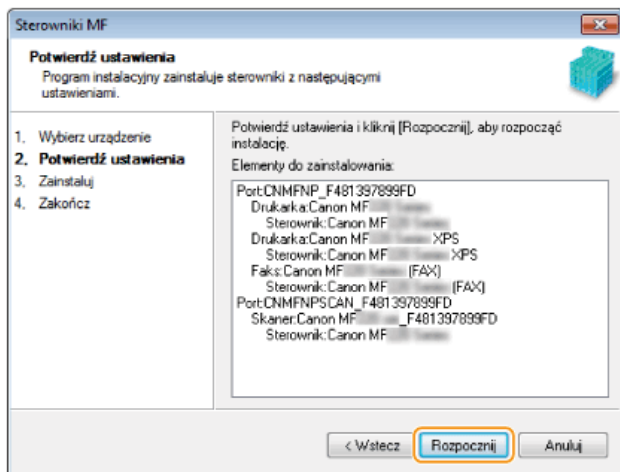 Sterowniki MF
Potwierdź ustawienia
Program instalacyjny zainstaluje sterowniki z następującymi
ustawieniami.
1. Wybierz urządzenie
2. Potwierdź ustawienia
3. Zainstaluj
4. Zakończ
Potwierdź ustawienia i kliknij [Rozpocznij], aby rozpocząć
instalację.
Elementy do zainstalowania:
Port:CNMFNP_F481397899FD
Drukarka:Canon MF
Sterownik:Canon MF
Drukarka:Canon MF XPS
Sterownik:Canon MF XPS
Faks:Canon MF (FAX)
Sterownik:Canon MF (FAX)
Port:CNMFNPSCAN_F481397899FD
Skaner:Canon MF _F481397899FD
Sterownik:Canon MF
< Wstecz
Rozpocznij
Anuluj